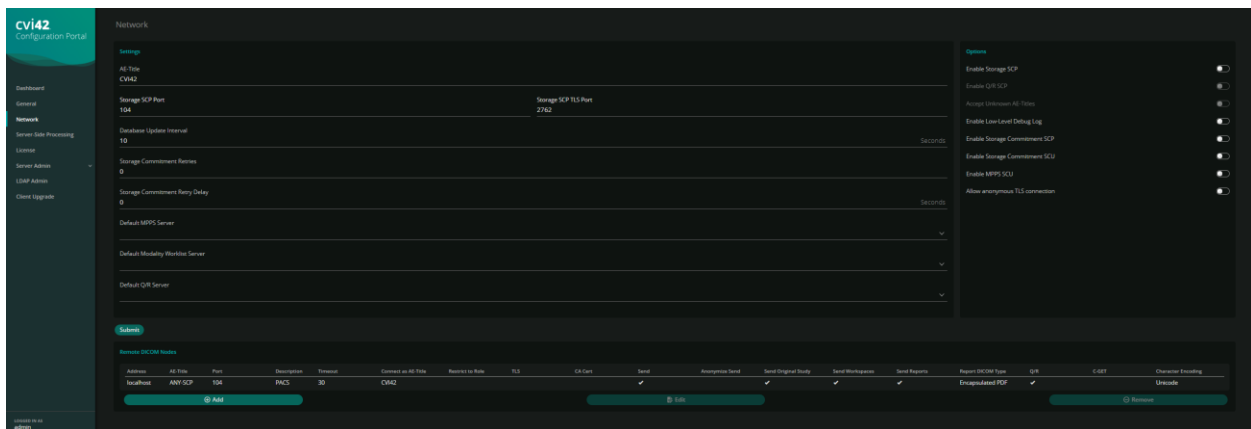 cvi42
Configuration Portal
Dashboard
General
Network
Server-Side Processing
License
Server Admin
LDAP Admin
Client Upgrade
LOGGED IN AS
admin
Network
Settings
AE-Title
CVI42
Storage SCP Port
104
Storage SCP TLS Port
2762
Database Update Interval
10 Seconds
Storage Commitment Retries
0
Storage Commitment Retry Delay
0 Seconds
Default MPPS Server
Default Modality Worklist Server
Default Q/R Server
Options
Enable Storage SCP
Enable Q/R SCP
Accept Unknown AE-Titles
Enable Low-Level Debug Log
Enable Storage Commitment SCP
Enable Storage Commitment SCU
Enable MPPS SCU
Allow anonymous TLS connection
Submit
Remote DICOM Nodes
Address AE-Title Port Description Timeout Connect as AE-Title Restrict to Role TLS CA Cert Send Anonymize Send Send Original Study Send Workspaces Send Reports Report DICOM Type Q/R C-GET Character Encoding
localhost ANY-SCP 104 PACS 30 CVI42 ✓ ✓ ✓ ✓ Encapsulated PDF ✓ Unicode
Add Edit Remove